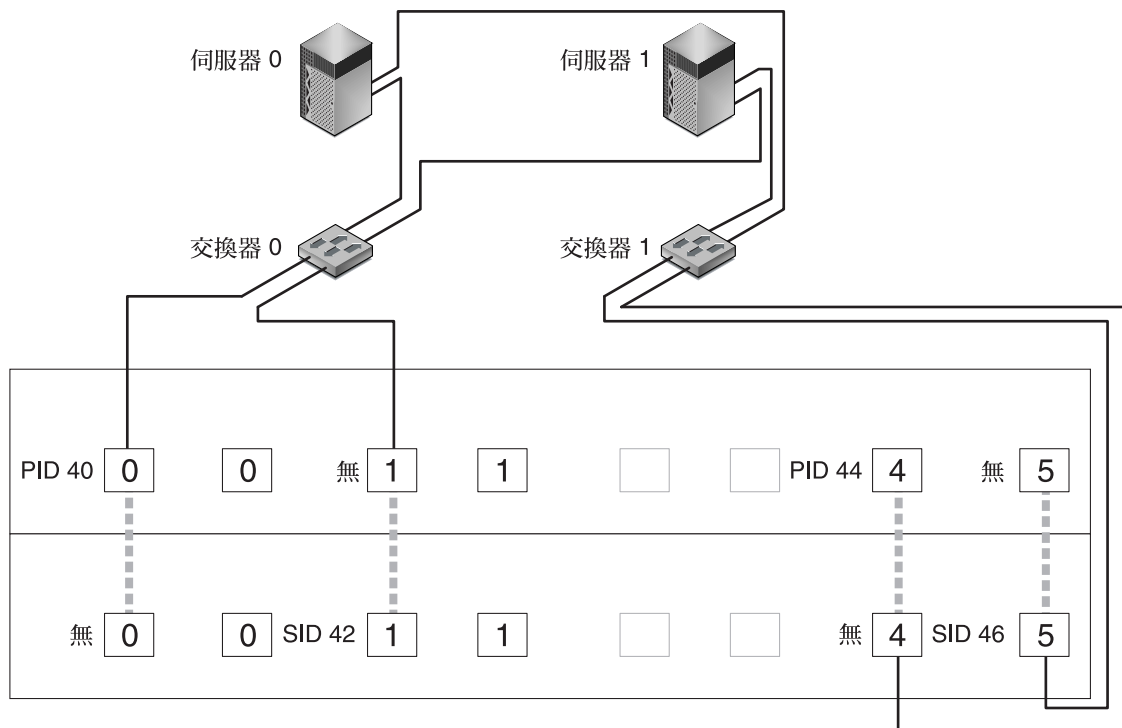 伺服器 0
伺服器 1
交換器 0
交換器 1
PID 40 0 0 無 1 1 PID 44 4 無 5
無 0 0 SID 42 1 1 無 4 SID 46 5